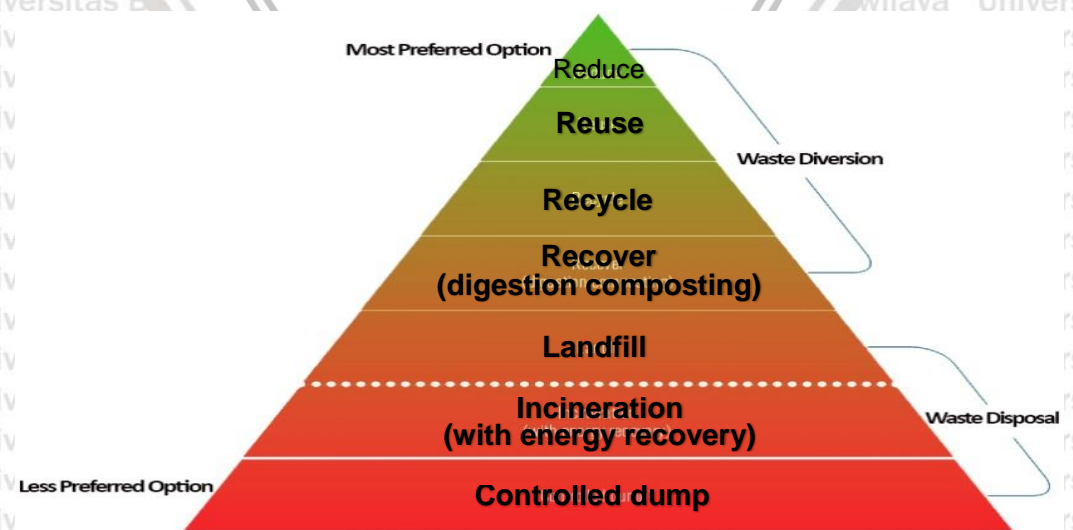 Most Preferred Option
Reduce
Reuse
Waste Diversion
Recycle
Recover
(digestion composting)
Landfill
Incineration
(with energy recovery)
Waste Disposal
Less Preferred Option
Controlled dump